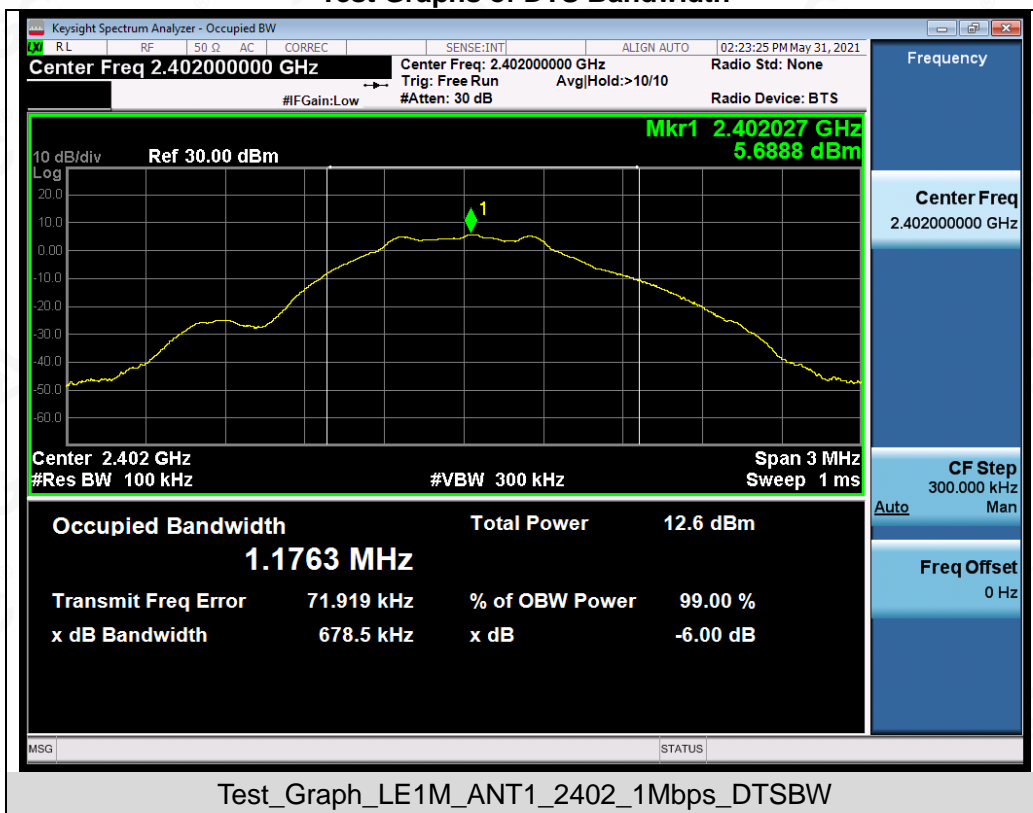 Test Graphs of DTS Bandwidth
Keysight Spectrum Analyzer - Occupied BW
LXI RL RF 50 Ω AC CORREC SENSE:INT ALIGN AUTO 02:23:25 PM May 31, 2021
Center Freq 2.402000000 GHz
Center Freq: 2.402000000 GHz Radio Std: None
Trig: Free Run Avg|Hold:>10/10
#IFGain:Low #Atten: 30 dB Radio Device: BTS
Frequency
Mkr1 2.402027 GHz
5.6888 dBm
10 dB/div Ref 30.00 dBm
Log
20.0
10.0
0.00
-10.0
-20.0
-30.0
-40.0
-50.0
-60.0
1
Center 2.402 GHz Span 3 MHz
#Res BW 100 kHz #VBW 300 kHz Sweep 1 ms
Center Freq
2.402000000 GHz
CF Step
300.000 kHz
Auto Man
Freq Offset
0 Hz
Occupied Bandwidth Total Power 12.6 dBm
1.1763 MHz
Transmit Freq Error 71.919 kHz % of OBW Power 99.00 %
x dB Bandwidth 678.5 kHz x dB -6.00 dB
MSG STATUS
Test_Graph_LE1M_ANT1_2402_1Mbps_DTSBW